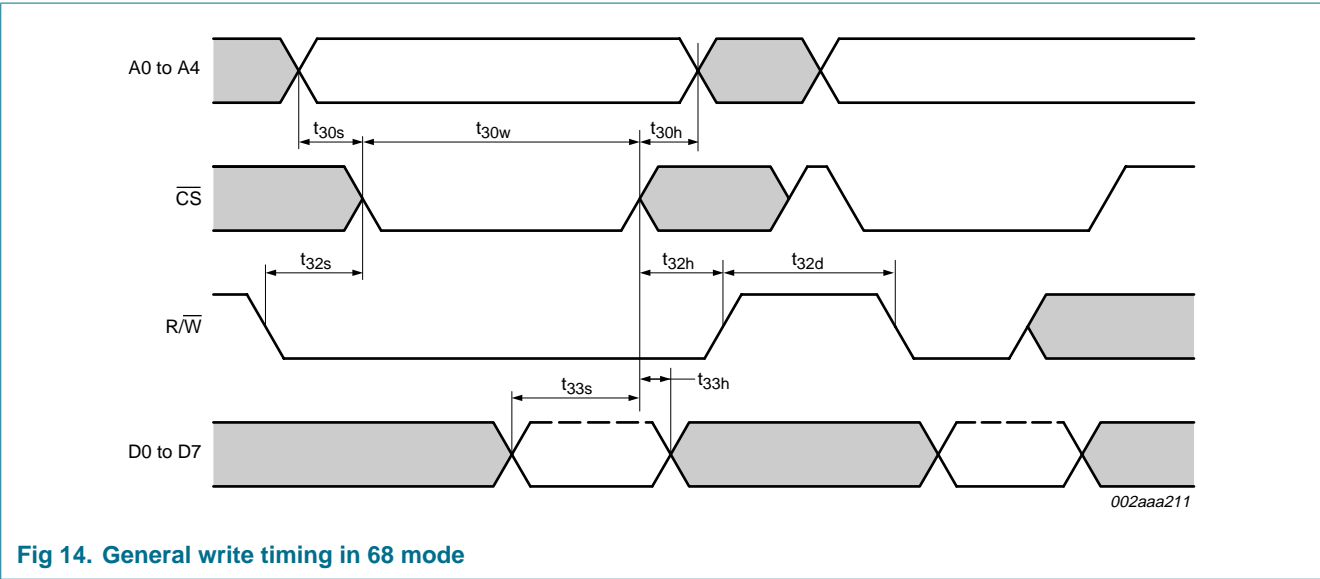 A0 to A4
t30s
t30w
t30h
CS
t32s
t32h
t32d
R/W
t33s
t33h
D0 to D7
002aaa211
Fig 14. General write timing in 68 mode